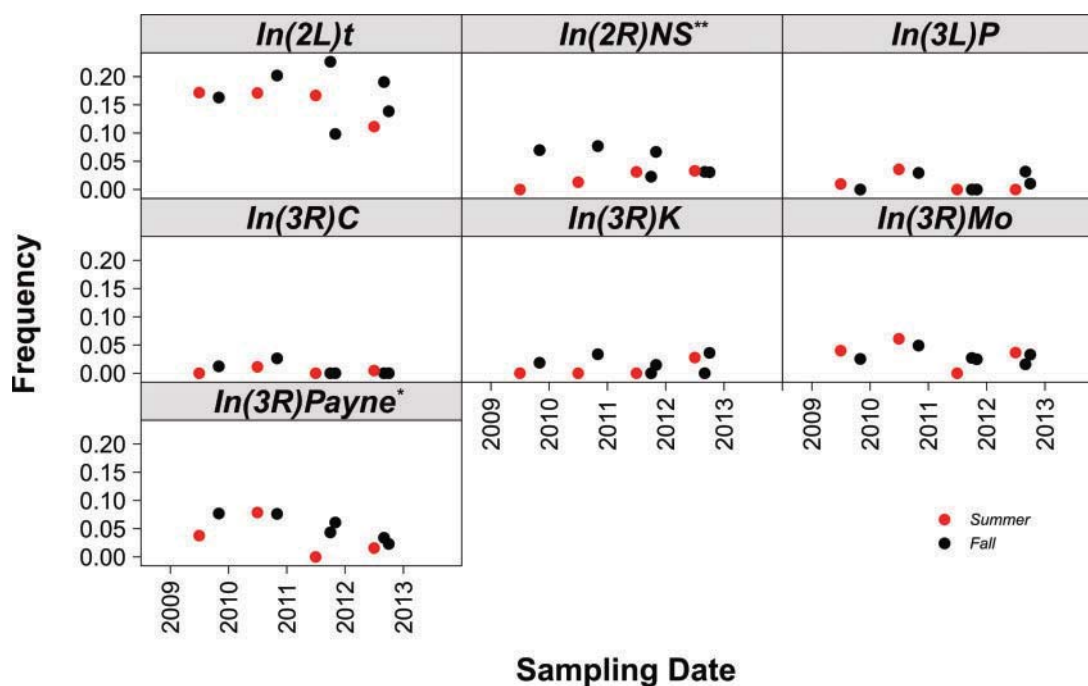 In(2L)t In(2R)NS** In(3L)P
0.20
0.15
0.10
0.05
0.00
In(3R)C In(3R)K In(3R)Mo
0.20
0.15
0.10
0.05
0.00
2009 2010 2011 2012 2013 2009 2010 2011 2012 2013
In(3R)Payne*
0.20
0.15
0.10
0.05
0.00
2009 2010 2011 2012 2013
Frequency
Summer
Fall
Sampling Date